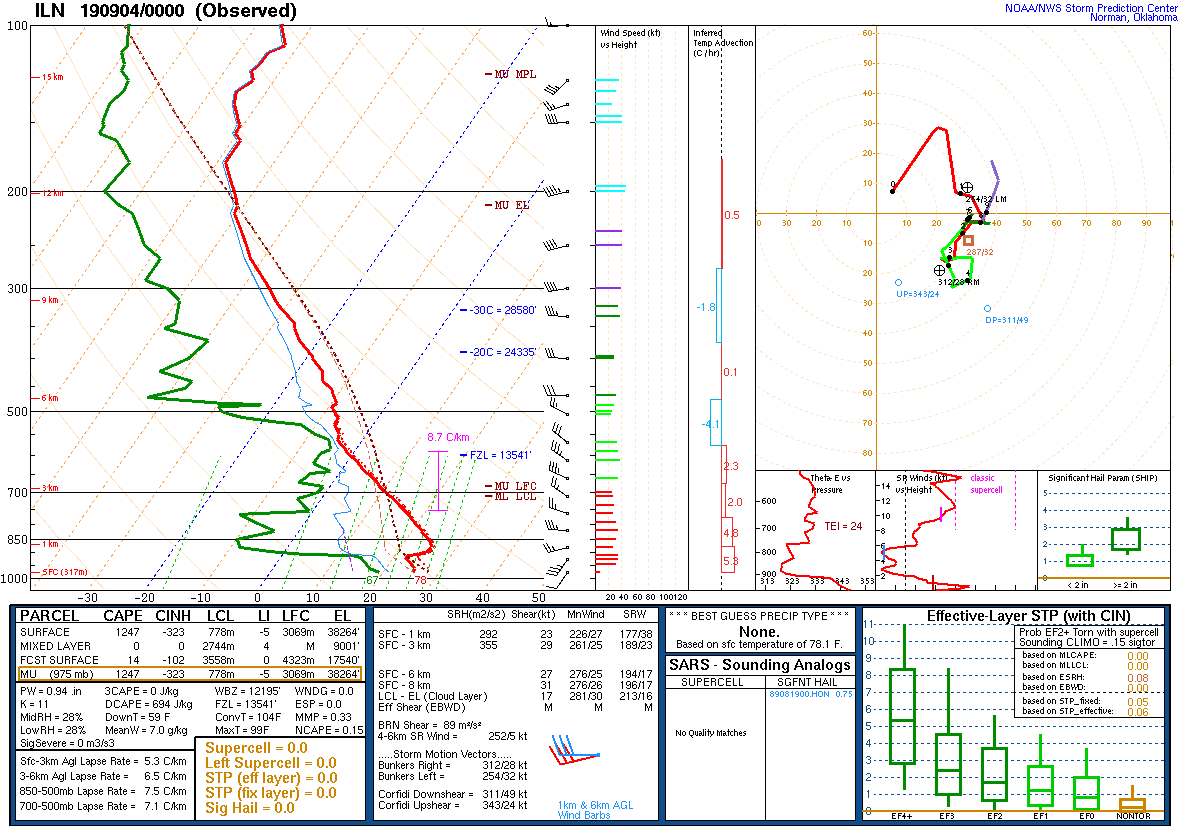 ILN 190904/0000 (Observed)
NOAA/NWS Storm Prediction Center
Norman, Oklahoma
100
200
300
400
500
700
850
1000
15 km
12 km
9 km
6 km
3 km
1 km
SFC (317m)
MU MPL
MU EL
-30C = 28580'
-20C = 24335'
8.7 C/km
FZL = 13541'
MU LFC
ML LCL
67
78
-30 -20 -10 0 10 20 30 40 50
Wind Speed (kt)
vs Height
20 40 60 80 100120
Inferred
Temp Advection
(C / hr)
0.5
-1.8
0.1
-4.1
2.3
2.0
4.8
5.3
60
50
40
30
20
10
30 20 10 10 20 30 40 50 60 70 80 90
10
20
30
40
50
60
70
80
254/32 LM
287/32
312/28 RM
UP=343/24
DP=311/49
Theta-E vs
Pressure
600
700
800
900
TEI = 24
315 325 335 343 353
SR Winds (kt)
vs Height
classic
supercell
14
12
10
8
6
4
2
Significant Hail Param (SHIP)
5
4
3
2
1
0
< 2 in >= 2 in
PARCEL CAPE CINH LCL LI LFC EL
SURFACE 1247 -323 778m -5 3069m 38264'
MIXED LAYER 0 0 2744m 4 M 9001'
FCST SURFACE 14 -102 3558m 0 4323m 17540'
MU (975 mb) 1247 -323 778m -5 3069m 38264'
PW = 0.94 .in 3CAPE = 0 J/kg WBZ = 12195' WNDG = 0.0
K = 11 DCAPE = 694 J/kg FZL = 13541' ESP = 0.0
MidRH = 28% DownT = 59 F ConvT = 104F MMP = 0.33
LowRH = 28% MeanW = 7.0 g/kg MaxT = 99F NCAPE = 0.15
SigSevere = 0 m3/s3
Sfc-3km Agl Lapse Rate = 5.3 C/km
3-6km Agl Lapse Rate = 6.5 C/km
850-500mb Lapse Rate = 7.5 C/km
700-500mb Lapse Rate = 7.1 C/km
Supercell = 0.0
Left Supercell = 0.0
STP (eff layer) = 0.0
STP (fix layer) = 0.0
Sig Hail = 0.0
SRH(m2/s2) Shear(kt) MnWind SRW
SFC - 1 km 292 23 226/27 177/38
SFC - 3 km 355 29 261/25 189/23
SFC - 6 km 27 276/25 194/17
SFC - 8 km 31 276/26 196/17
LCL - EL (Cloud Layer) 17 281/30 213/16
Eff Shear (EBWD) M M M
BRN Shear = 89 m²/s²
4-6km SR Wind = 252/5 kt
.....Storm Motion Vectors.....
Bunkers Right = 312/28 kt
Bunkers Left = 254/32 kt
Corfidi Downshear = 311/49 kt
Corfidi Upshear = 343/24 kt
1km & 6km AGL
Wind Barbs
* * * BEST GUESS PRECIP TYPE * * *
None.
Based on sfc temperature of 78.1 F.
SARS - Sounding Analogs
SUPERCELL SGFNT HAIL
89081900.HON 0.75
No Quality Matches
Effective-Layer STP (with CIN)
Prob EF2+ Torn with supercell
Sounding CLIMO = .15 sigtor
based on MLCAPE: 0.00
based on MLLCL: 0.00
based on ESRH: 0.08
based on EBWD: 0.00
based on STP_fixed: 0.05
based on STP_effective: 0.06
11
10
9
8
7
6
5
4
3
2
1
0
EF4+ EF3 EF2 EF1 EF0 NONTOR